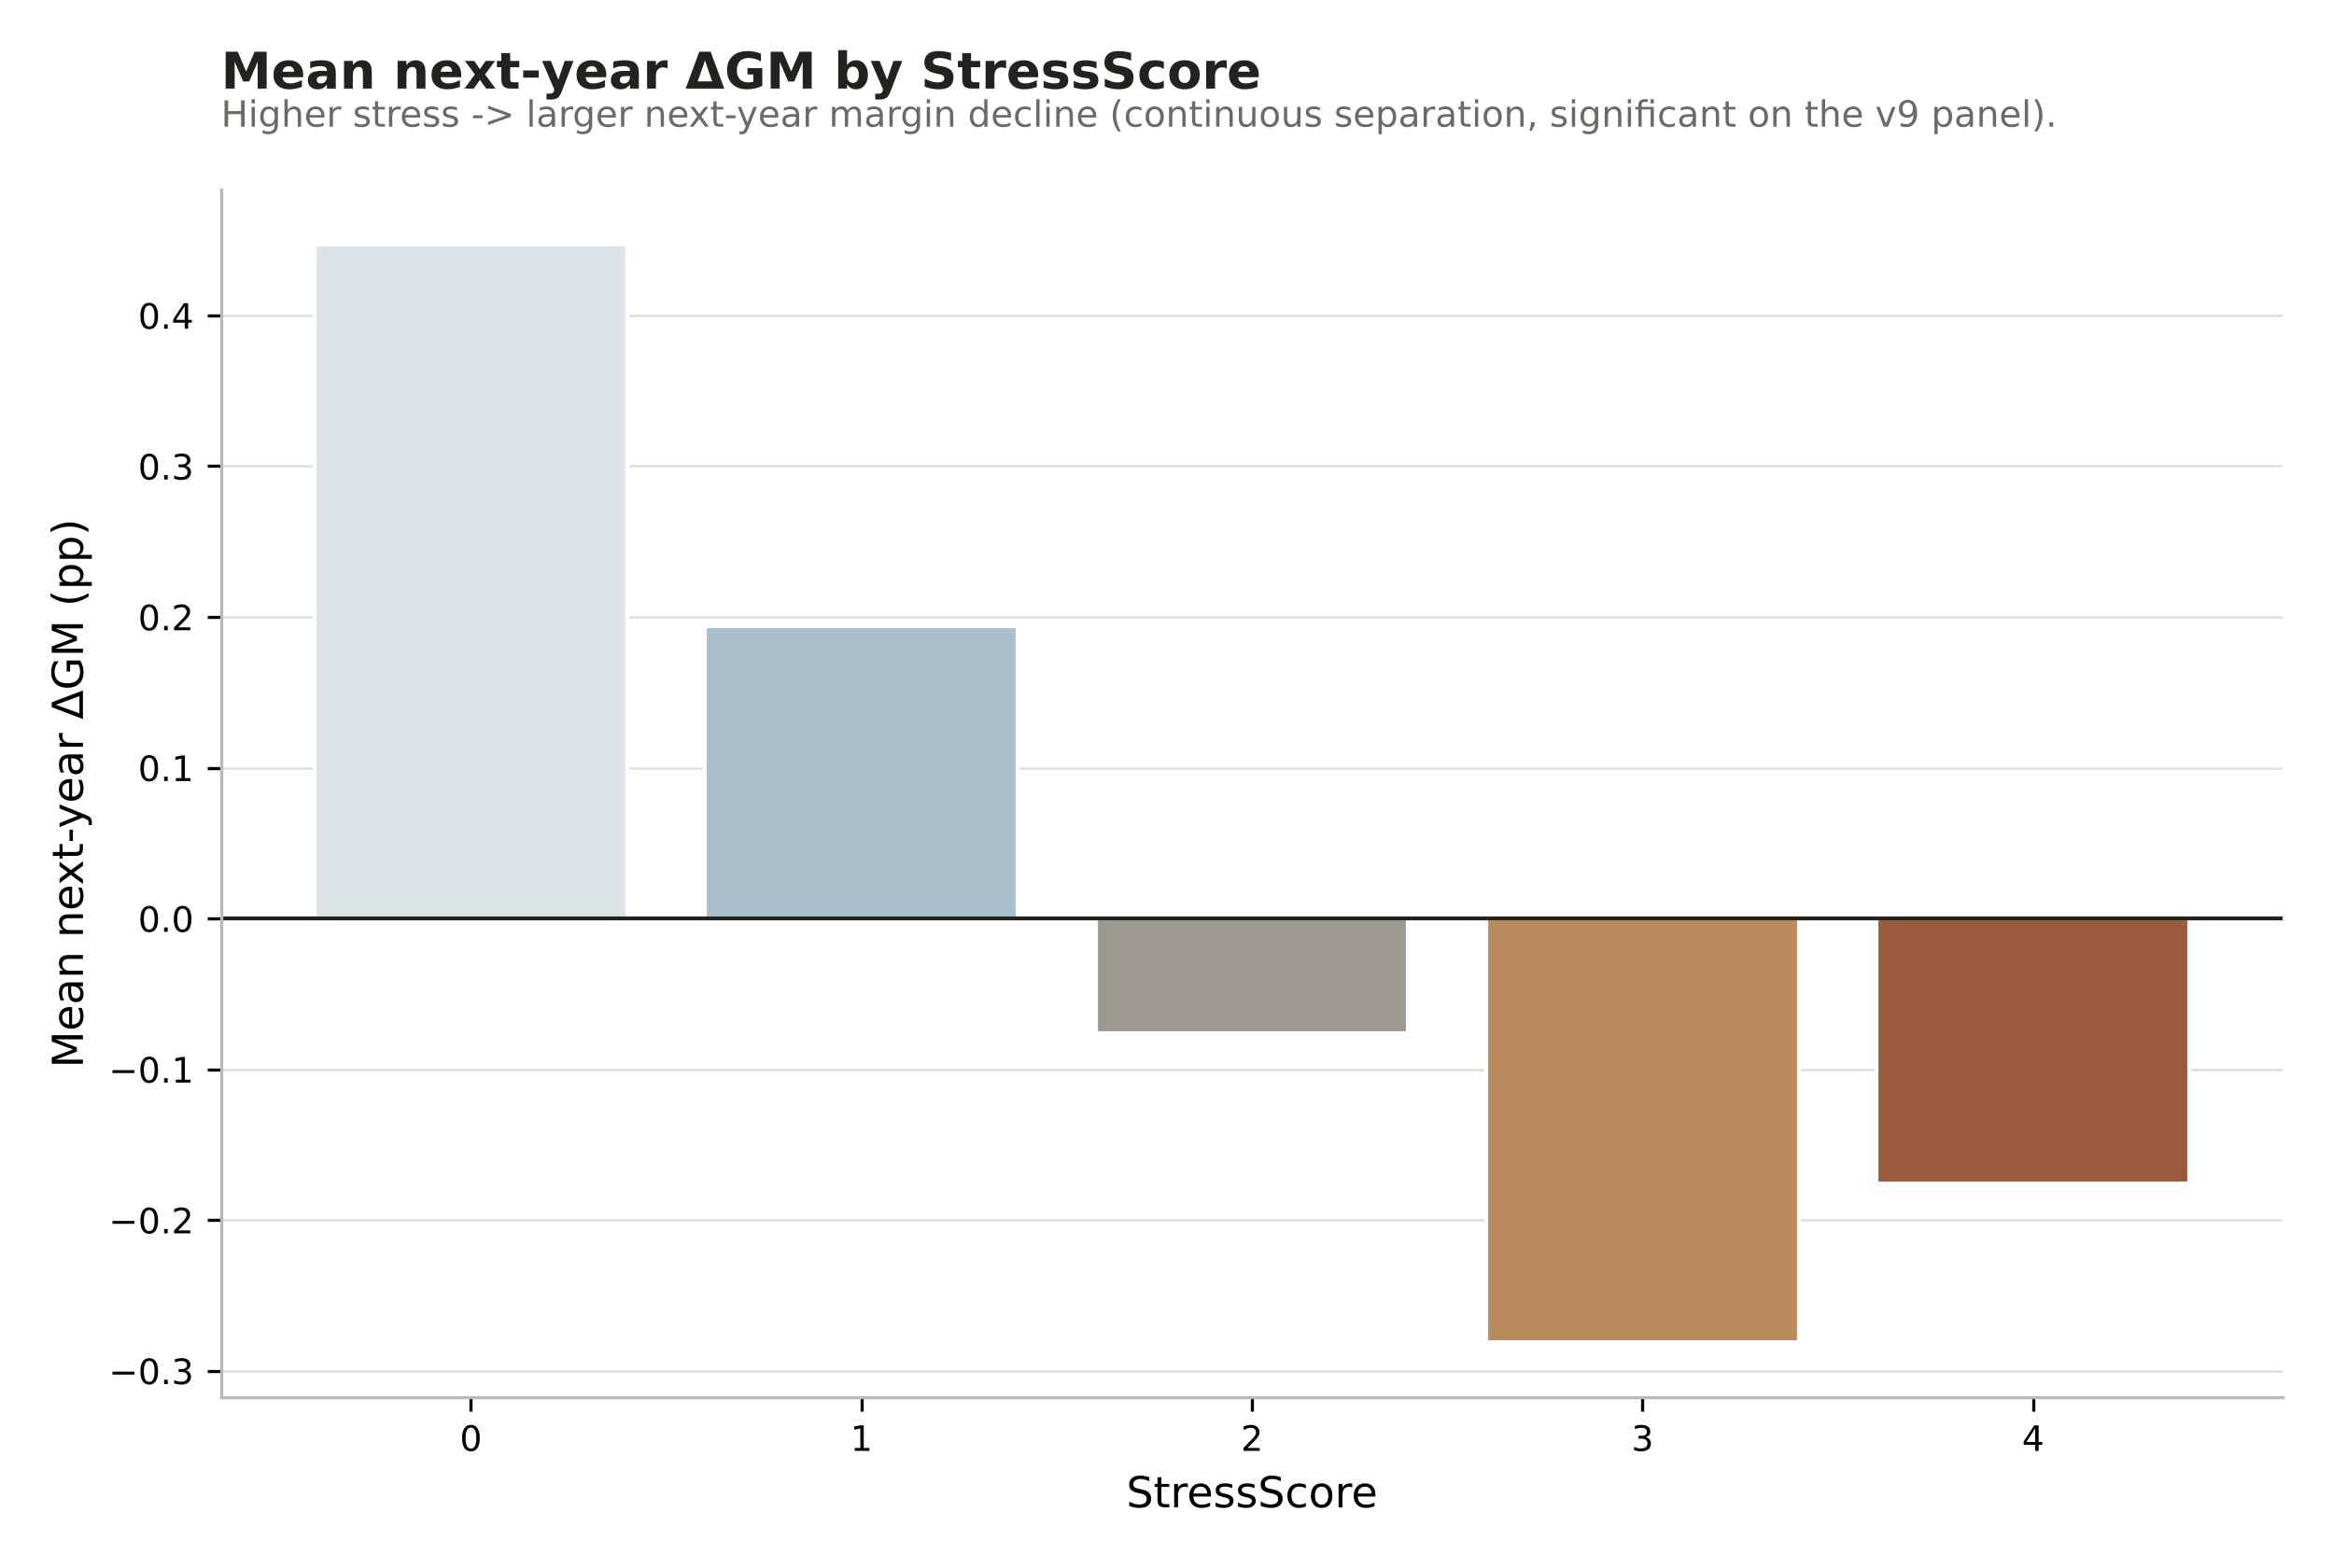 Mean next-year ΔGM by StressScore
Higher stress -> larger next-year margin decline (continuous separation, significant on the v9 panel).
Mean next-year ΔGM (pp)
0.4
0.3
0.2
0.1
0.0
−0.1
−0.2
−0.3
0 1 2 3 4
StressScore